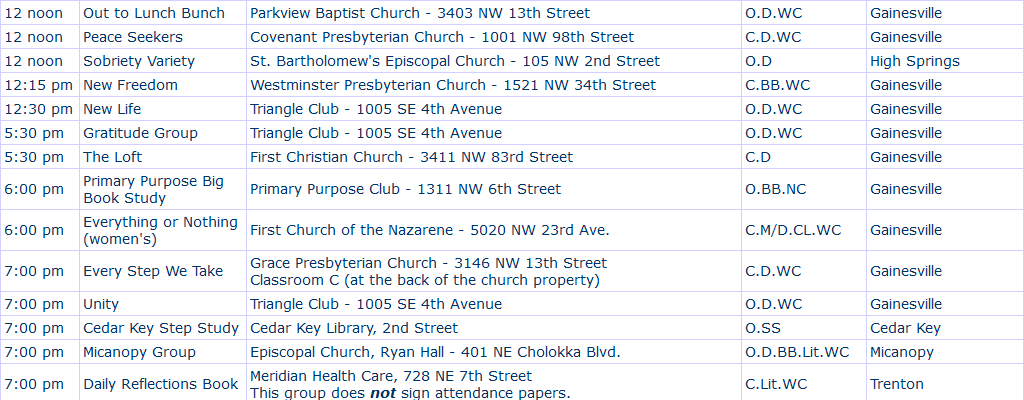 12 noon Out to Lunch Bunch Parkview Baptist Church - 3403 NW 13th Street O.D.WC Gainesville
12 noon Peace Seekers Covenant Presbyterian Church - 1001 NW 98th Street C.D.WC Gainesville
12 noon Sobriety Variety St. Bartholomew's Episcopal Church - 105 NW 2nd Street O.D High Springs
12:15 pm New Freedom Westminster Presbyterian Church - 1521 NW 34th Street C.BB.WC Gainesville
12:30 pm New Life Triangle Club - 1005 SE 4th Avenue O.D.WC Gainesville
5:30 pm Gratitude Group Triangle Club - 1005 SE 4th Avenue O.D.WC Gainesville
5:30 pm The Loft First Christian Church - 3411 NW 83rd Street C.D Gainesville
6:00 pm Primary Purpose Big
Book Study Primary Purpose Club - 1311 NW 6th Street O.BB.NC Gainesville
6:00 pm Everything or Nothing
(women's) First Church of the Nazarene - 5020 NW 23rd Ave. C.M/D.CL.WC Gainesville
7:00 pm Every Step We Take Grace Presbyterian Church - 3146 NW 13th Street
Classroom C (at the back of the church property) C.D.WC Gainesville
7:00 pm Unity Triangle Club - 1005 SE 4th Avenue O.D.WC Gainesville
7:00 pm Cedar Key Step Study Cedar Key Library, 2nd Street O.SS Cedar Key
7:00 pm Micanopy Group Episcopal Church, Ryan Hall - 401 NE Cholokka Blvd. O.D.BB.Lit.WC Micanopy
7:00 pm Daily Reflections Book Meridian Health Care, 728 NE 7th Street
This group does not sign attendance papers. C.Lit.WC Trenton